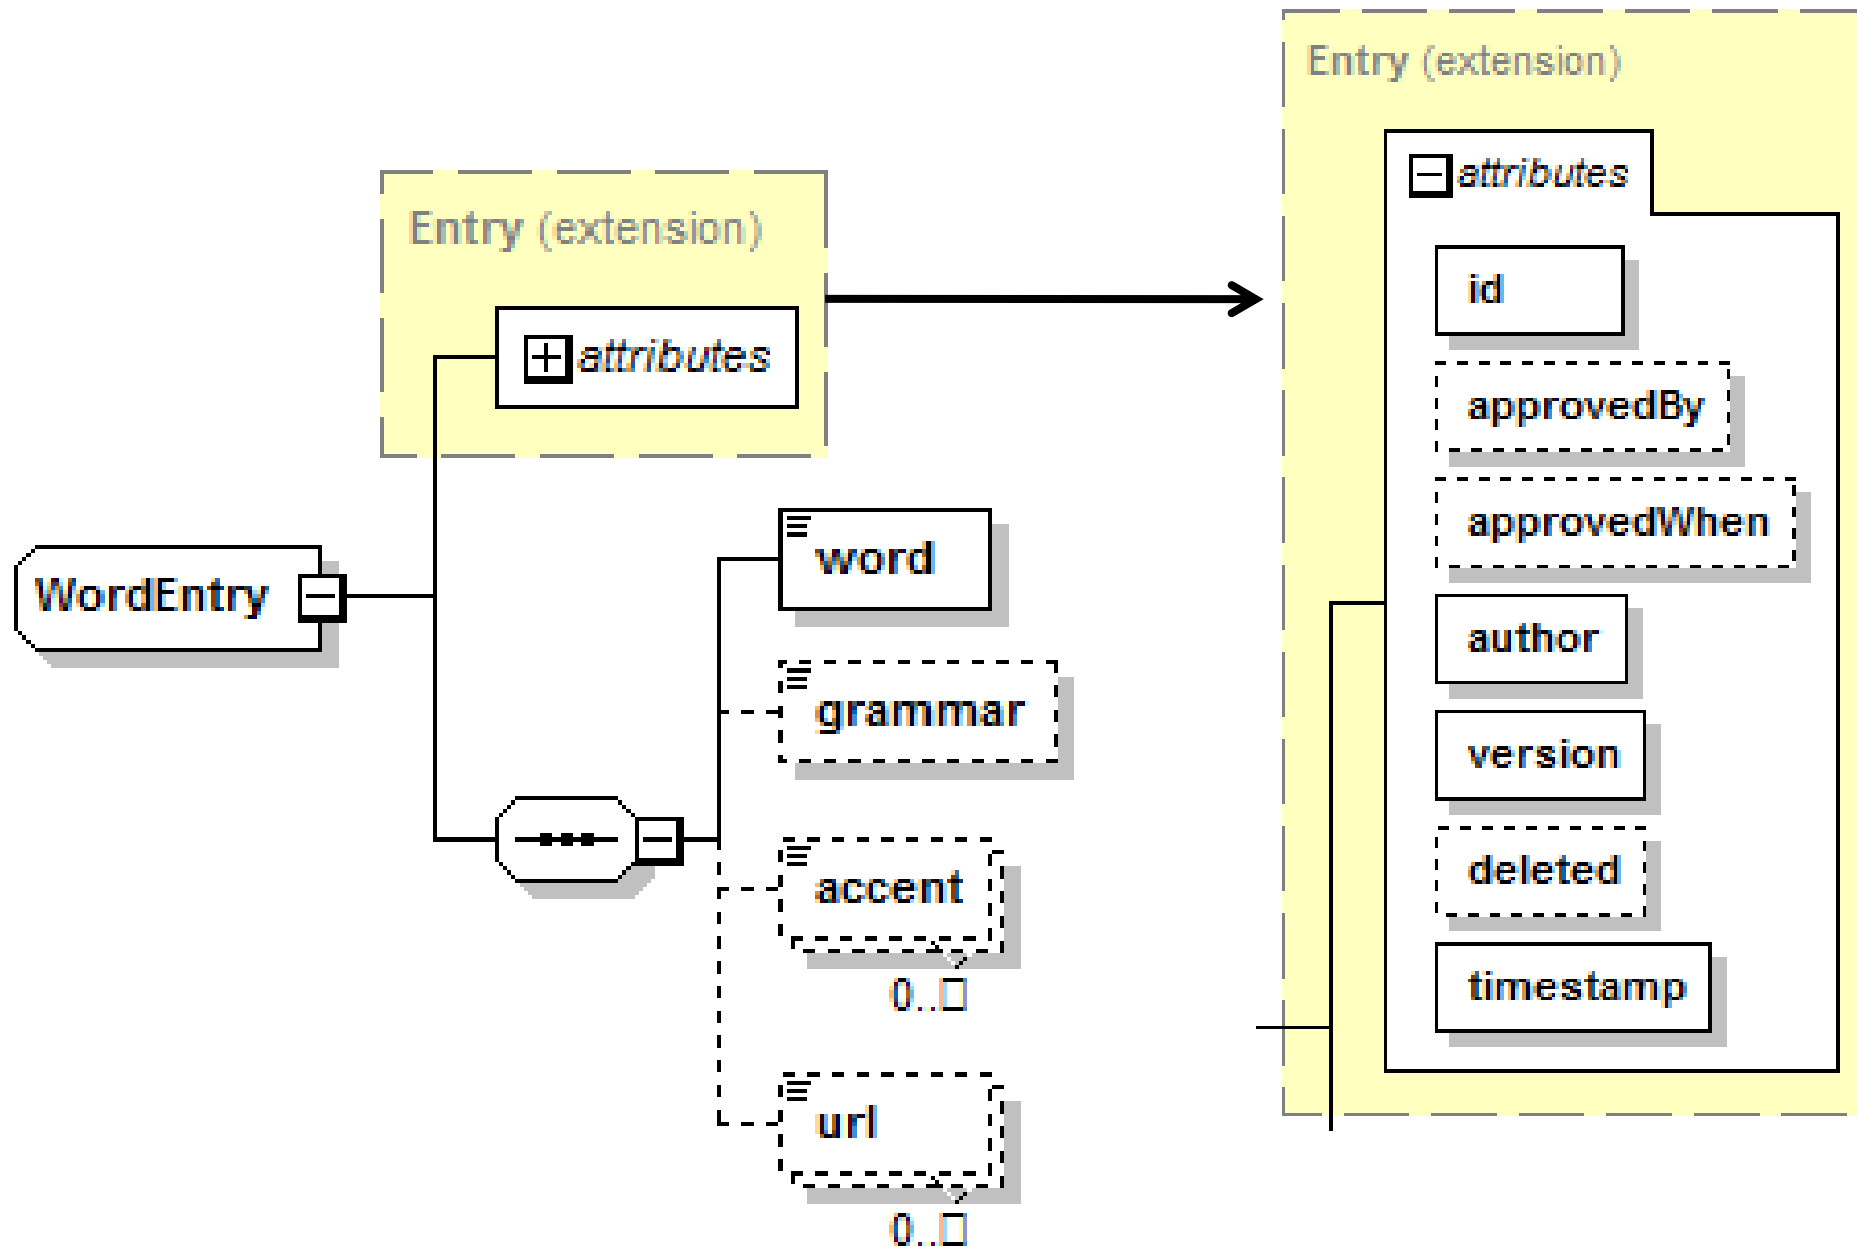 Entry (extension)
attributes
WordEntry
word
grammar
accent
0..□
url
0..□
Entry (extension)
attributes
id
approvedBy
approvedWhen
author
version
deleted
timestamp